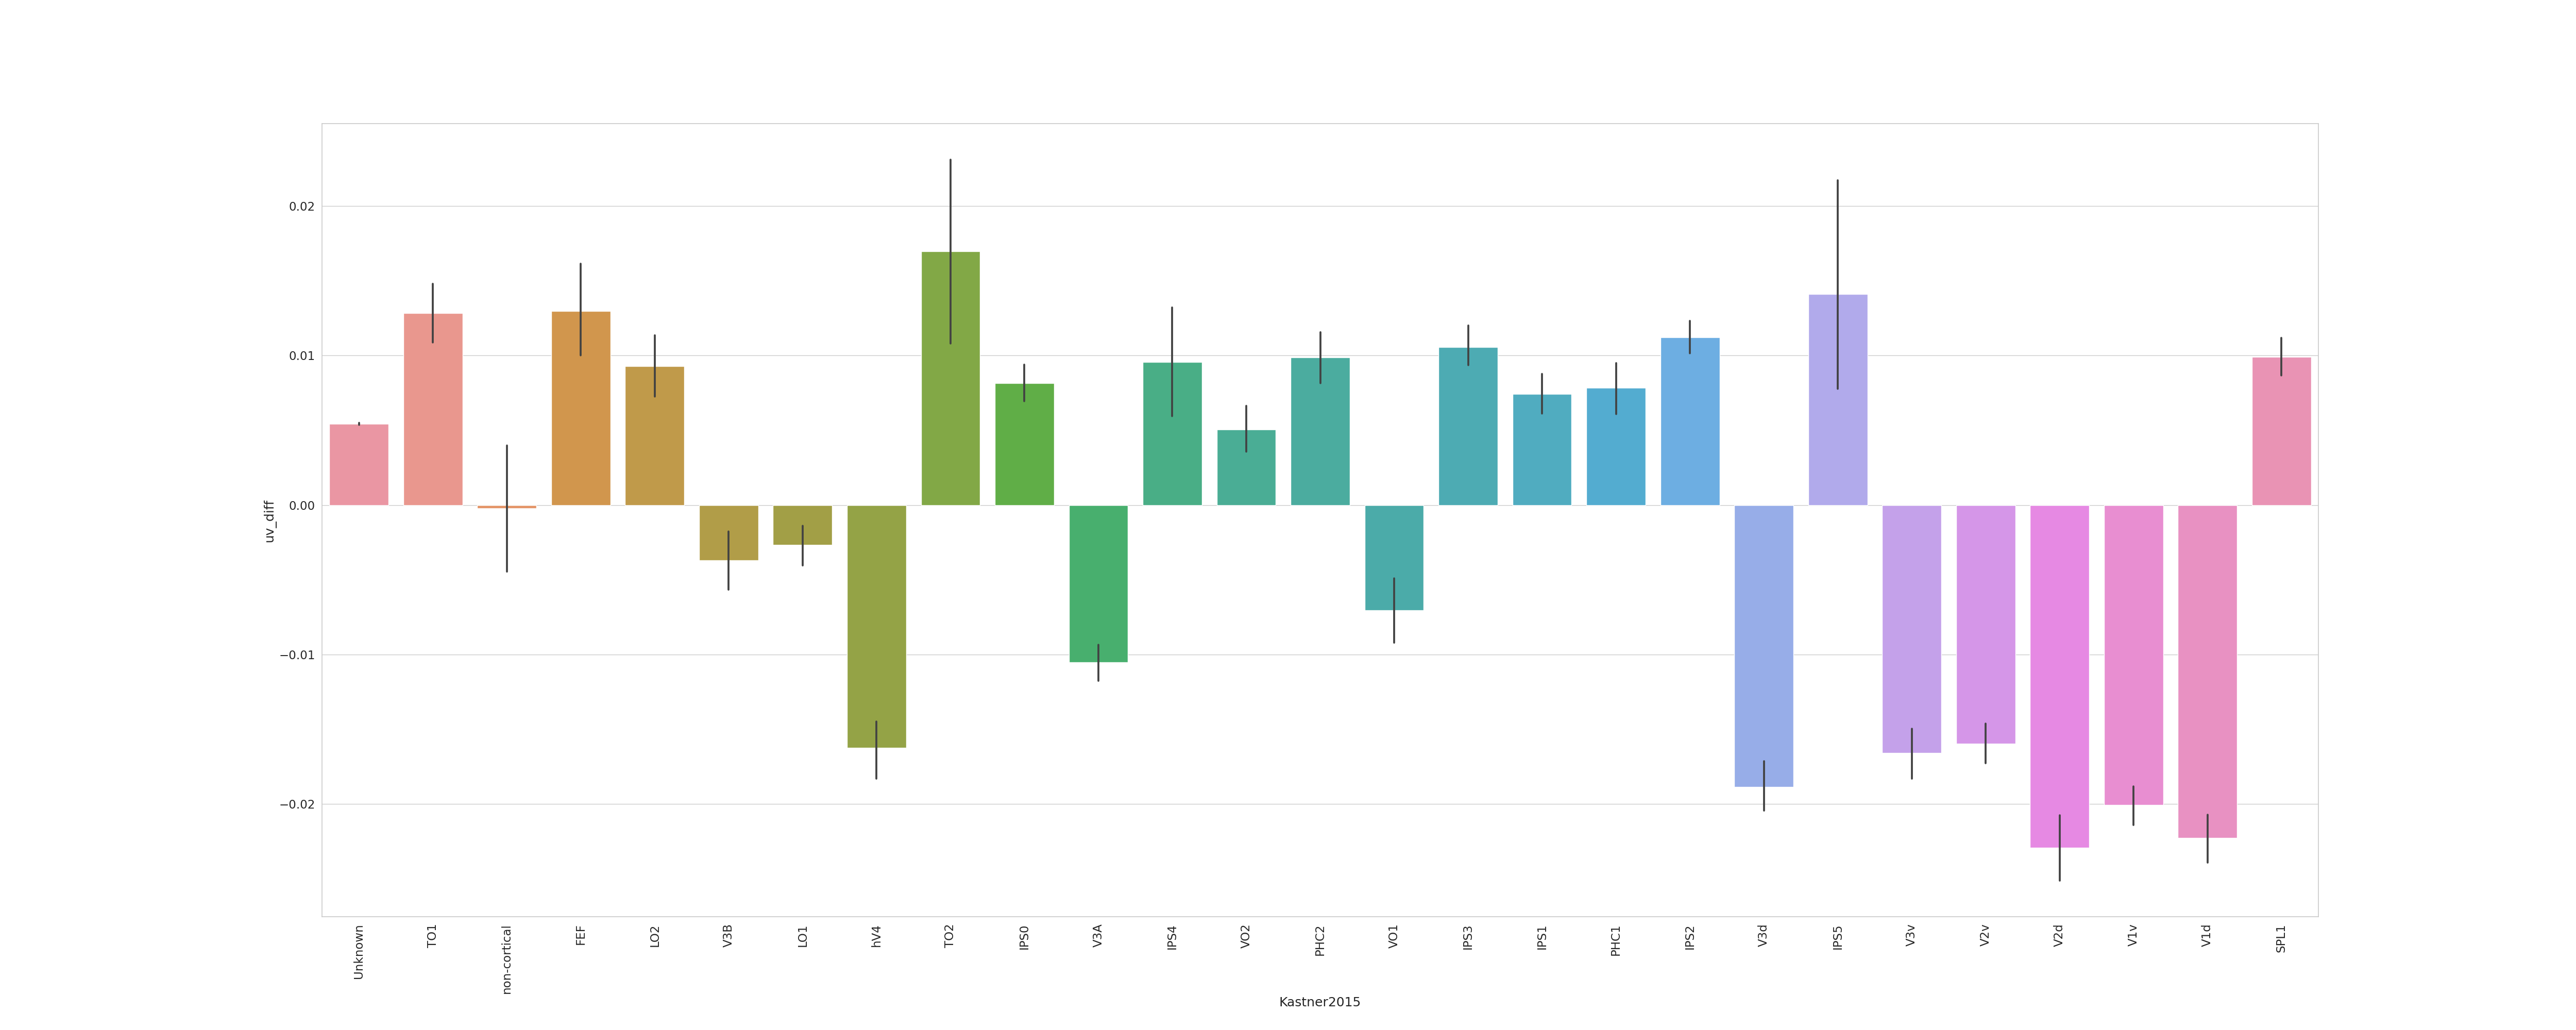 0.02
0.01
0.00
−0.01
−0.02
uv_diff
Unknown
TO1
non-cortical
FEF
LO2
V3B
LO1
hV4
TO2
IPS0
V3A
IPS4
VO2
PHC2
VO1
IPS3
IPS1
PHC1
IPS2
V3d
IPS5
V3v
V2v
V2d
V1v
V1d
SPL1
Kastner2015